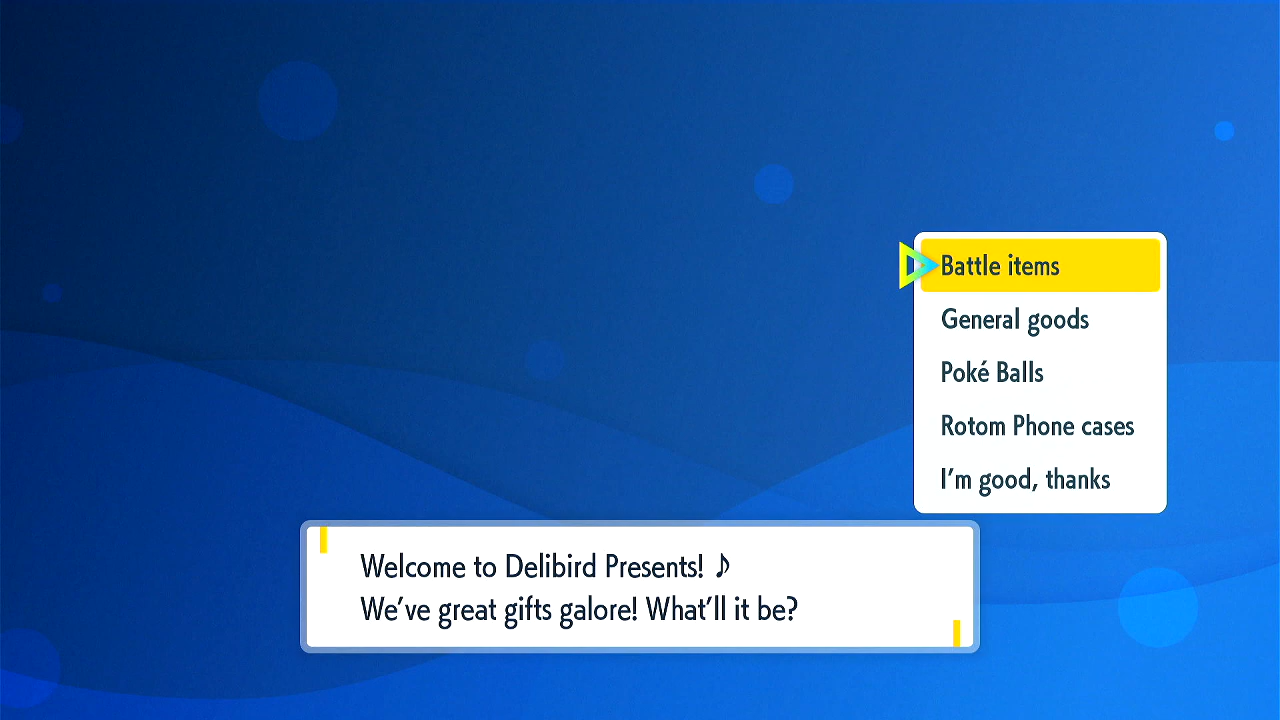 Battle items
General goods
Poké Balls
Rotom Phone cases
I'm good, thanks
Welcome to Delibird Presents! ♪
We've great gifts galore! What'll it be?